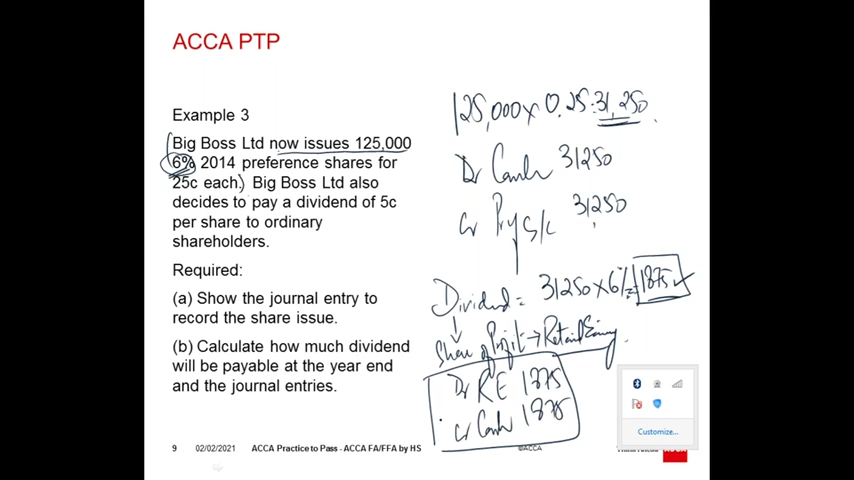 ACCA PTP
Example 3
Big Boss Ltd now issues 125,000
6% 2014 preference shares for
25c each. Big Boss Ltd also
decides to pay a dividend of 5c
per share to ordinary
shareholders.
Required:
(a) Show the journal entry to
record the share issue.
(b) Calculate how much dividend
will be payable at the year end
and the journal entries.
125,000 x 0.25 = 31,250
Dr Cash 31250
Cr S/C 31,250
Dividend = 31250 x 6% = 1875
Share of Profit → Retained Earning
Dr RE 1875
Cr Cash 1875
Customize...
9 02/02/2021 ACCA Practice to Pass - ACCA FA/FFA by HS ©ACCA